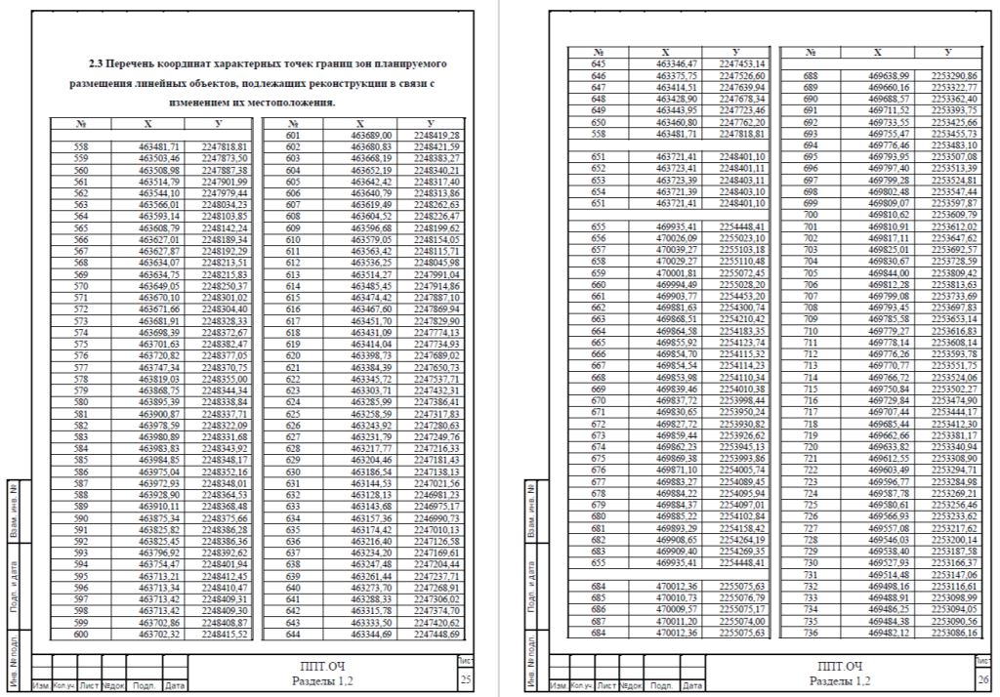 2.3 Перечень координат характерных точек границ зон планируемого
размещения линейных объектов, подлежащих реконструкции в связи с
изменением их местоположения.
№ X У
558 463481,71 2247818,81
559 463503,46 2247873,50
560 463508,98 2247887,38
561 463514,79 2247901,99
562 463544,10 2247979,44
563 463566,01 2248034,23
564 463593,14 2248103,85
565 463608,79 2248142,24
566 463627,01 2248189,34
567 463627,87 2248192,29
568 463634,07 2248213,51
569 463634,75 2248215,83
570 463649,05 2248250,37
571 463670,10 2248301,02
572 463671,66 2248304,40
573 463681,91 2248328,33
574 463698,39 2248372,67
575 463701,63 2248382,47
576 463720,82 2248377,05
577 463747,34 2248370,75
578 463819,03 2248355,00
579 463868,75 2248344,34
580 463895,39 2248338,84
581 463900,87 2248337,71
582 463978,59 2248322,09
583 463980,89 2248331,68
584 463983,83 2248343,92
585 463984,85 2248348,17
586 463975,04 2248352,16
587 463972,93 2248348,01
588 463928,90 2248364,53
589 463910,11 2248368,48
590 463875,34 2248375,66
591 463825,82 2248386,28
592 463825,45 2248386,36
593 463796,92 2248392,62
594 463754,47 2248401,94
595 463713,21 2248412,45
596 463713,34 2248410,47
597 463713,42 2248409,31
598 463713,42 2248409,30
599 463702,86 2248408,87
600 463702,32 2248415,52
№ X У
601 463689,00 2248419,28
602 463680,83 2248421,59
603 463668,19 2248383,27
604 463652,19 2248340,21
605 463642,42 2248317,40
606 463640,79 2248313,86
607 463619,49 2248262,63
608 463604,52 2248226,47
609 463596,68 2248199,62
610 463579,05 2248154,05
611 463563,42 2248115,71
612 463536,25 2248045,98
613 463514,27 2247991,04
614 463485,45 2247914,86
615 463474,42 2247887,10
616 463467,60 2247869,94
617 463451,70 2247829,90
618 463431,09 2247774,13
619 463414,04 2247734,93
620 463398,73 2247689,02
621 463384,39 2247650,73
622 463345,72 2247537,71
623 463303,71 2247432,31
624 463285,99 2247386,41
625 463258,59 2247317,83
626 463243,92 2247280,63
627 463231,79 2247249,76
628 463217,77 2247216,33
629 463204,46 2247181,43
630 463186,54 2247138,13
631 463144,53 2247021,56
632 463128,13 2246981,23
633 463143,68 2246975,17
634 463157,36 2246990,73
635 463174,42 2247010,13
636 463216,40 2247126,58
637 463234,20 2247169,61
638 463247,48 2247204,44
639 463261,44 2247237,71
640 463273,70 2247268,91
641 463288,33 2247306,02
642 463315,78 2247374,70
643 463333,50 2247420,62
644 463344,69 2247448,69
Взам. инв. №
Подп. и дата
Инв. № подл.
Изм. Кол.уч. Лист №док. Подп. Дата
ППТ.ОЧ
Разделы 1,2
Лист
25
№ X У
645 463346,47 2247453,14
646 463375,75 2247526,60
647 463414,51 2247639,94
648 463428,90 2247678,34
649 463443,95 2247723,46
650 463460,80 2247762,20
558 463481,71 2247818,81
651 463721,41 2248401,10
652 463723,41 2248401,11
653 463723,39 2248403,11
654 463721,39 2248403,10
651 463721,41 2248401,10
655 469935,41 2254448,41
656 470026,09 2255023,10
657 470039,27 2255103,18
658 470029,27 2255110,48
659 470001,81 2255072,45
660 469994,49 2255028,20
661 469903,77 2254453,20
662 469881,63 2254300,74
663 469868,51 2254210,42
664 469864,58 2254183,35
665 469855,92 2254123,74
666 469854,70 2254115,32
667 469854,54 2254114,23
668 469853,98 2254110,34
669 469839,46 2254010,38
670 469837,72 2253998,44
671 469830,65 2253950,24
672 469827,72 2253930,82
673 469859,44 2253926,62
674 469862,23 2253945,13
675 469869,38 2253993,86
676 469871,10 2254005,74
677 469883,27 2254089,45
678 469884,22 2254095,94
679 469884,37 2254097,01
680 469885,22 2254102,84
681 469893,29 2254158,42
682 469908,65 2254264,19
683 469909,40 2254269,35
655 469935,41 2254448,41
684 470012,36 2255075,63
685 470010,73 2255076,79
686 470009,57 2255075,17
687 470011,20 2255074,00
684 470012,36 2255075,63
№ X У
688 469638,99 2253290,86
689 469660,16 2253322,77
690 469688,57 2253362,40
691 469711,52 2253393,75
692 469733,55 2253425,66
693 469755,47 2253455,73
694 469776,46 2253483,10
695 469793,95 2253507,08
696 469797,40 2253513,39
697 469799,28 2253524,81
698 469802,48 2253547,44
699 469809,07 2253597,87
700 469810,62 2253609,79
701 469810,91 2253612,02
702 469817,11 2253647,62
703 469825,01 2253692,57
704 469830,67 2253728,59
705 469844,00 2253809,42
706 469812,28 2253813,63
707 469799,08 2253733,69
708 469793,45 2253697,83
709 469785,58 2253653,14
710 469779,27 2253616,83
711 469778,14 2253608,14
712 469776,26 2253593,78
713 469770,77 2253551,75
714 469766,72 2253524,06
715 469750,84 2253502,27
716 469729,84 2253474,90
717 469707,44 2253444,17
718 469685,44 2253412,30
719 469662,66 2253381,17
720 469633,82 2253340,94
721 469612,55 2253308,90
722 469603,49 2253294,71
723 469596,77 2253284,98
724 469587,78 2253269,21
725 469580,61 2253256,46
726 469566,93 2253233,62
727 469557,08 2253217,62
728 469546,03 2253200,14
729 469538,40 2253187,58
730 469527,93 2253166,37
731 469514,48 2253147,06
732 469498,16 2253116,61
733 469488,91 2253098,99
734 469486,25 2253094,05
735 469484,38 2253090,56
736 469482,12 2253086,16
Взам. инв. №
Подп. и дата
Инв. № подл.
Изм. Кол.уч. Лист №док. Подп. Дата
ППТ.ОЧ
Разделы 1,2
Лист
26